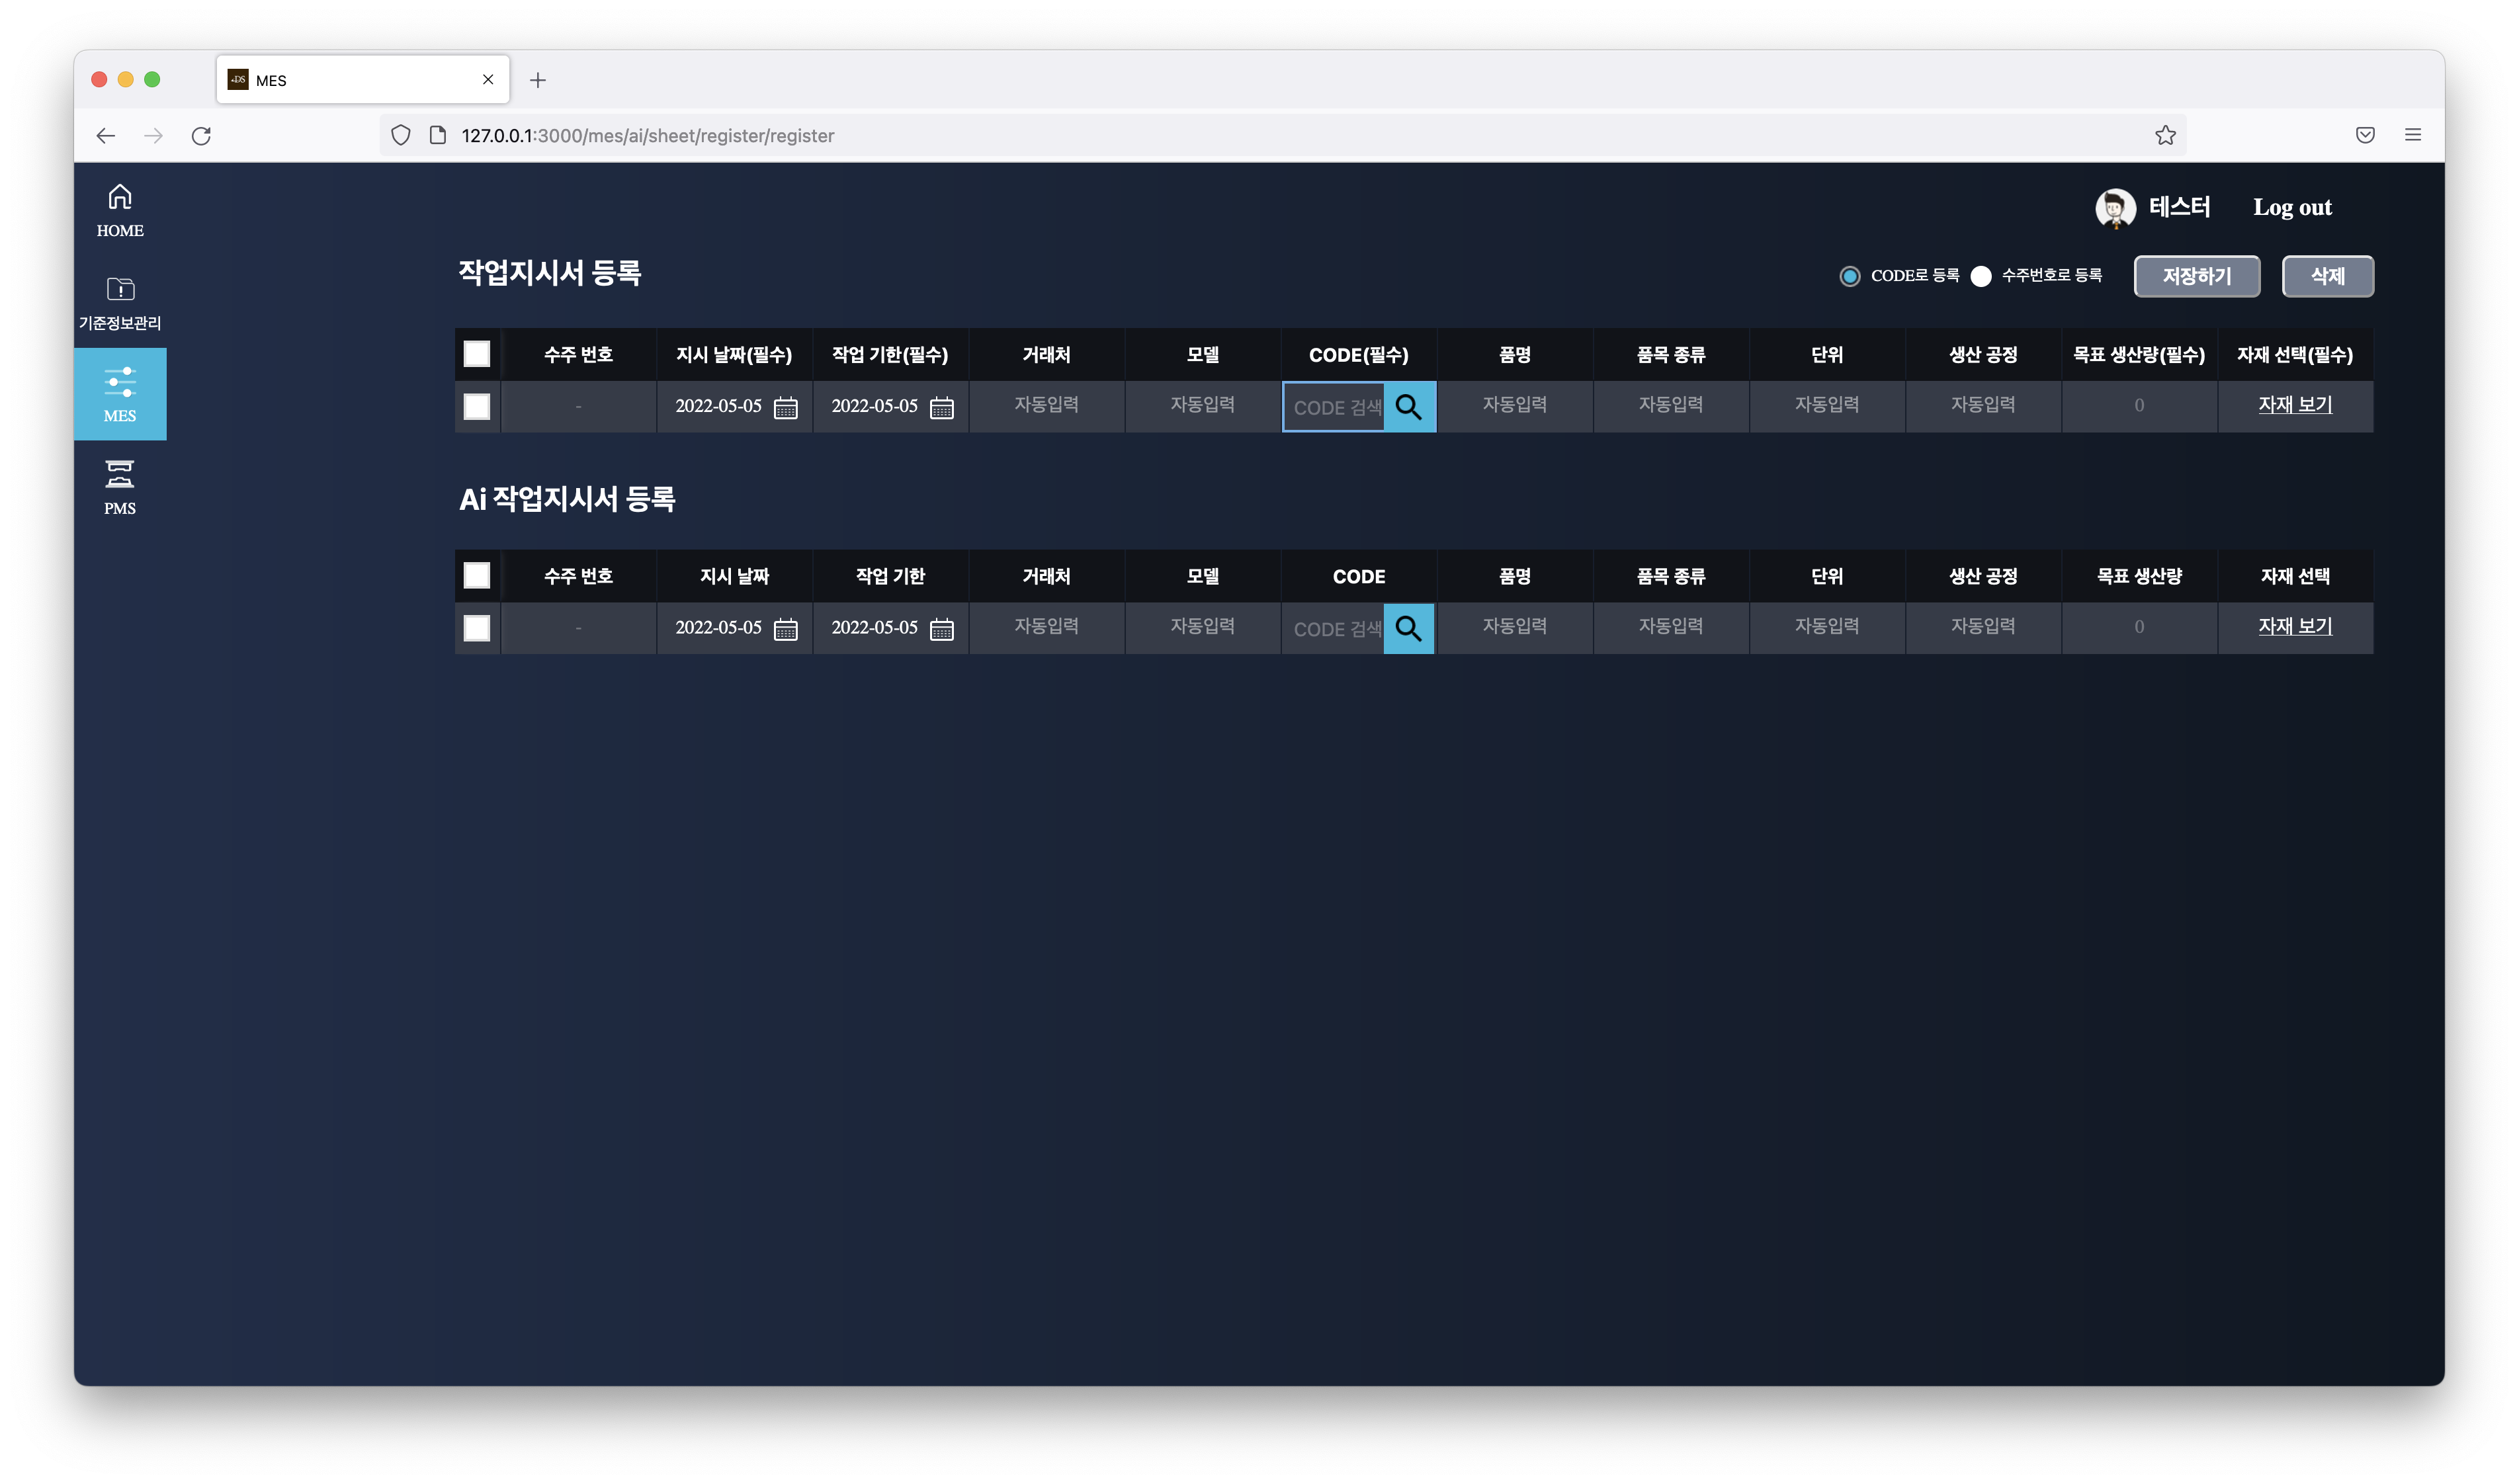 MES
127.0.0.1:3000/mes/ai/sheet/register/register
HOME
기준정보관리
MES
PMS
테스터 Log out
작업지시서 등록
CODE로 등록 수주번호로 등록 저장하기 삭제
수주 번호 지시 날짜(필수) 작업 기한(필수) 거래처 모델 CODE(필수) 품명 품목 종류 단위 생산 공정 목표 생산량(필수) 자재 선택(필수)
- 2022-05-05 2022-05-05 자동입력 자동입력 CODE 검색 자동입력 자동입력 자동입력 자동입력 0 자재 보기
Ai 작업지시서 등록
수주 번호 지시 날짜 작업 기한 거래처 모델 CODE 품명 품목 종류 단위 생산 공정 목표 생산량 자재 선택
- 2022-05-05 2022-05-05 자동입력 자동입력 CODE 검색 자동입력 자동입력 자동입력 자동입력 0 자재 보기